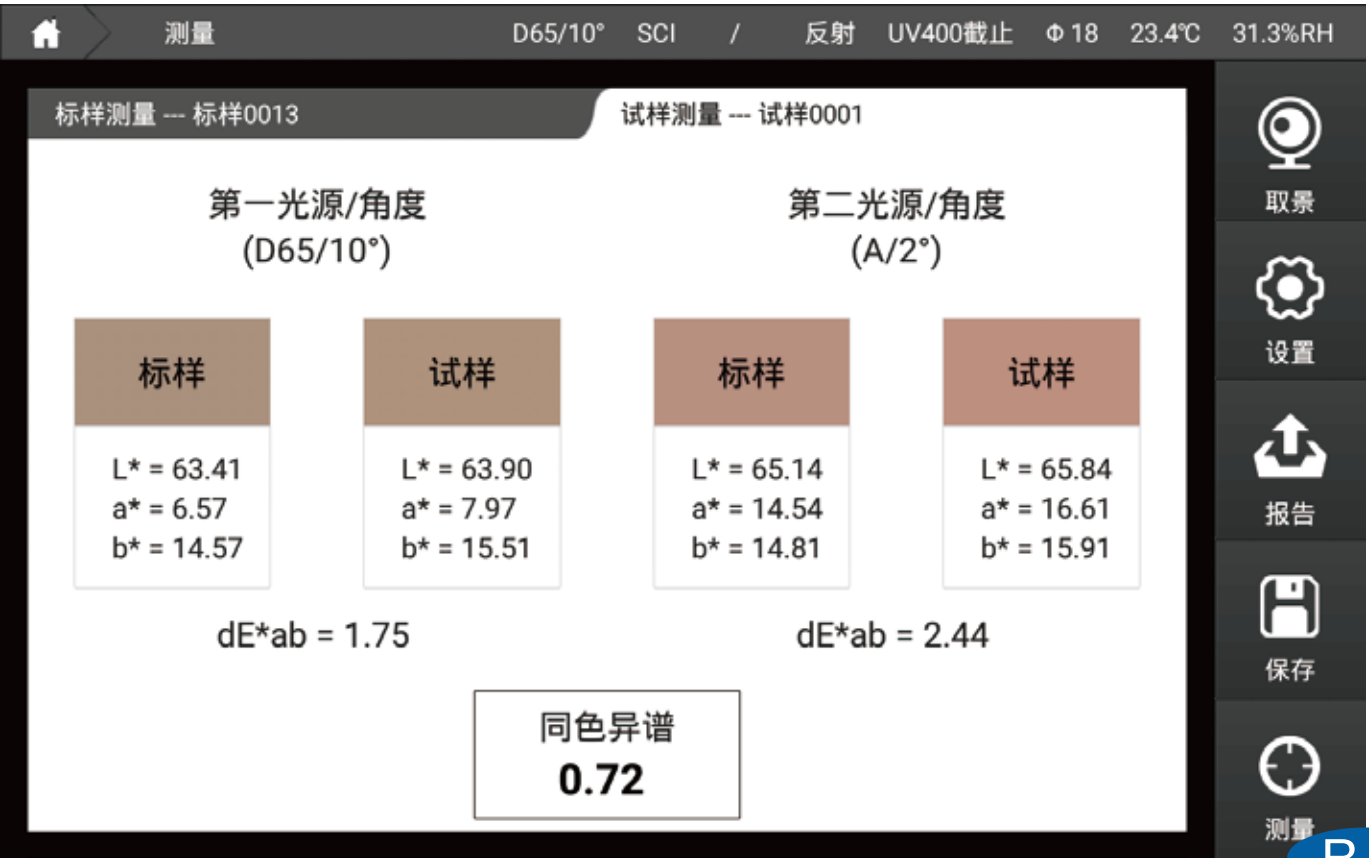 测量 D65/10° SCI / 反射 UV400截止 Φ 18 23.4℃ 31.3%RH
标样测量 --- 标样0013
试样测量 --- 试样0001
第一光源/角度
(D65/10°)
第二光源/角度
(A/2°)
标样
L* = 63.41
a* = 6.57
b* = 14.57
试样
L* = 63.90
a* = 7.97
b* = 15.51
标样
L* = 65.14
a* = 14.54
b* = 14.81
试样
L* = 65.84
a* = 16.61
b* = 15.91
dE*ab = 1.75
dE*ab = 2.44
同色异谱
0.72
取景
设置
报告
保存
测量